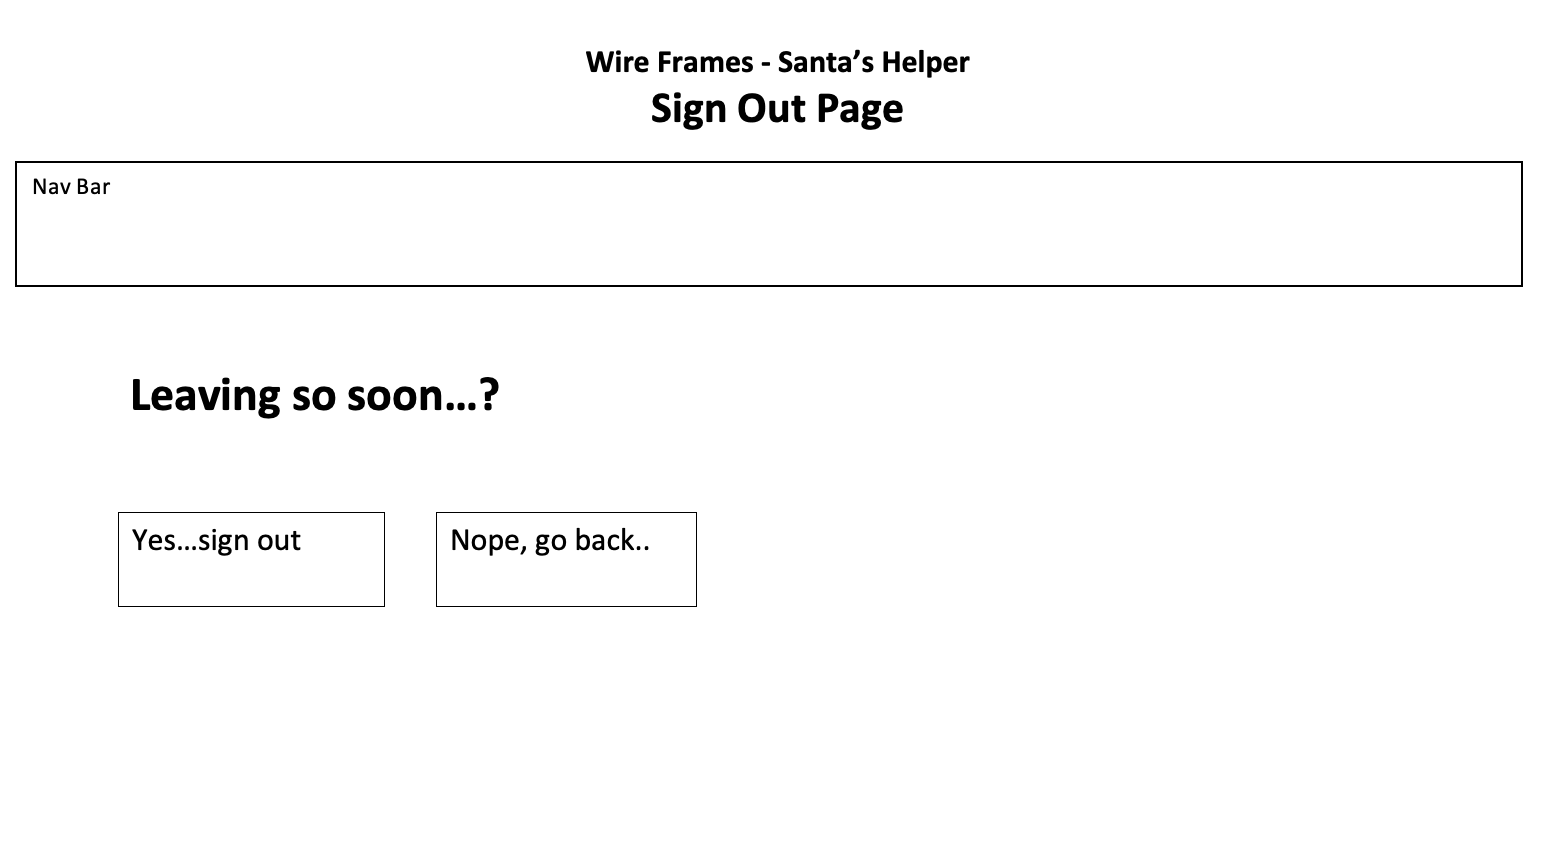 Wire Frames - Santa’s Helper
Sign Out Page
Nav Bar
Leaving so soon…?
Yes…sign out
Nope, go back..